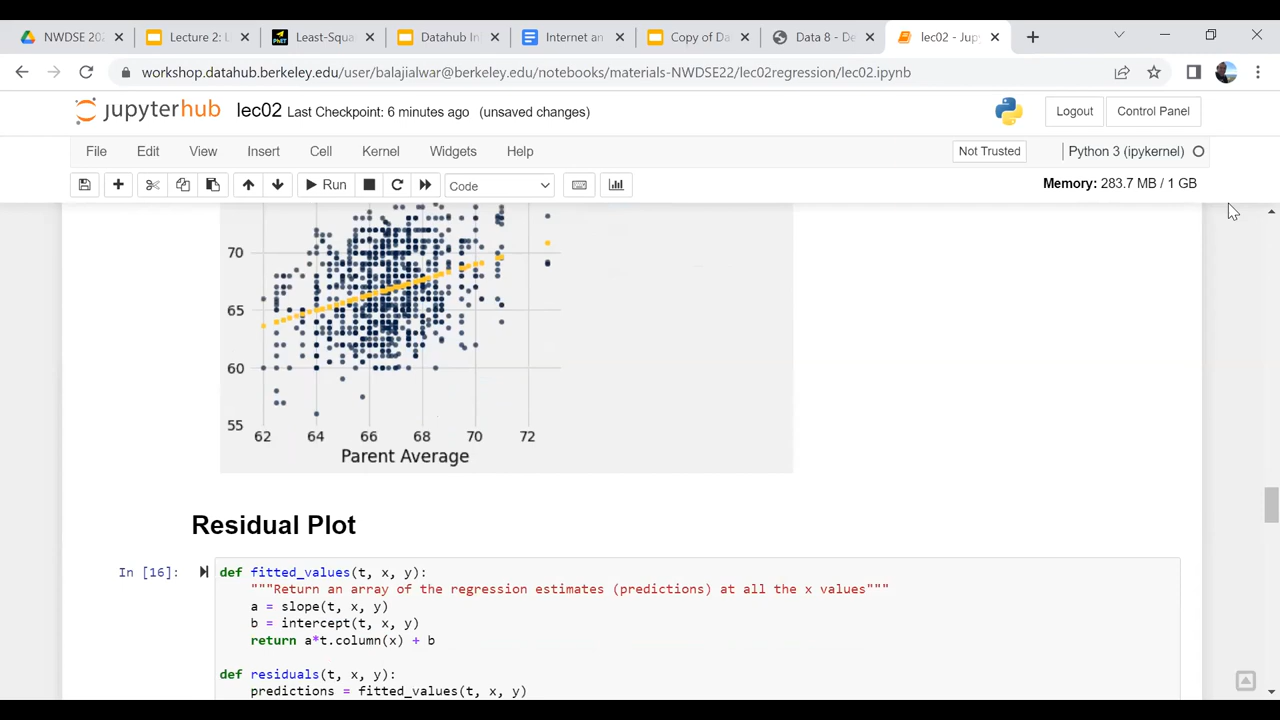 NWDSE 202
Lecture 2: L
Least-Squa
Datahub In
Internet an
Copy of Da
Data 8 - De
lec02 - Jup
workshop.datahub.berkeley.edu/user/balajialwar@berkeley.edu/notebooks/materials-NWDSE22/lec02regression/lec02.ipynb
jupyterhub lec02 Last Checkpoint: 6 minutes ago (unsaved changes)
Logout Control Panel
File Edit View Insert Cell Kernel Widgets Help
Not Trusted Python 3 (ipykernel)
Run Code
Memory: 283.7 MB / 1 GB
70
65
60
55
62 64 66 68 70 72
Parent Average
Residual Plot
In [16]:
def fitted_values(t, x, y):
"""Return an array of the regression estimates (predictions) at all the x values"""
a = slope(t, x, y)
b = intercept(t, x, y)
return a*t.column(x) + b
def residuals(t, x, y):
predictions = fitted_values(t, x, y)